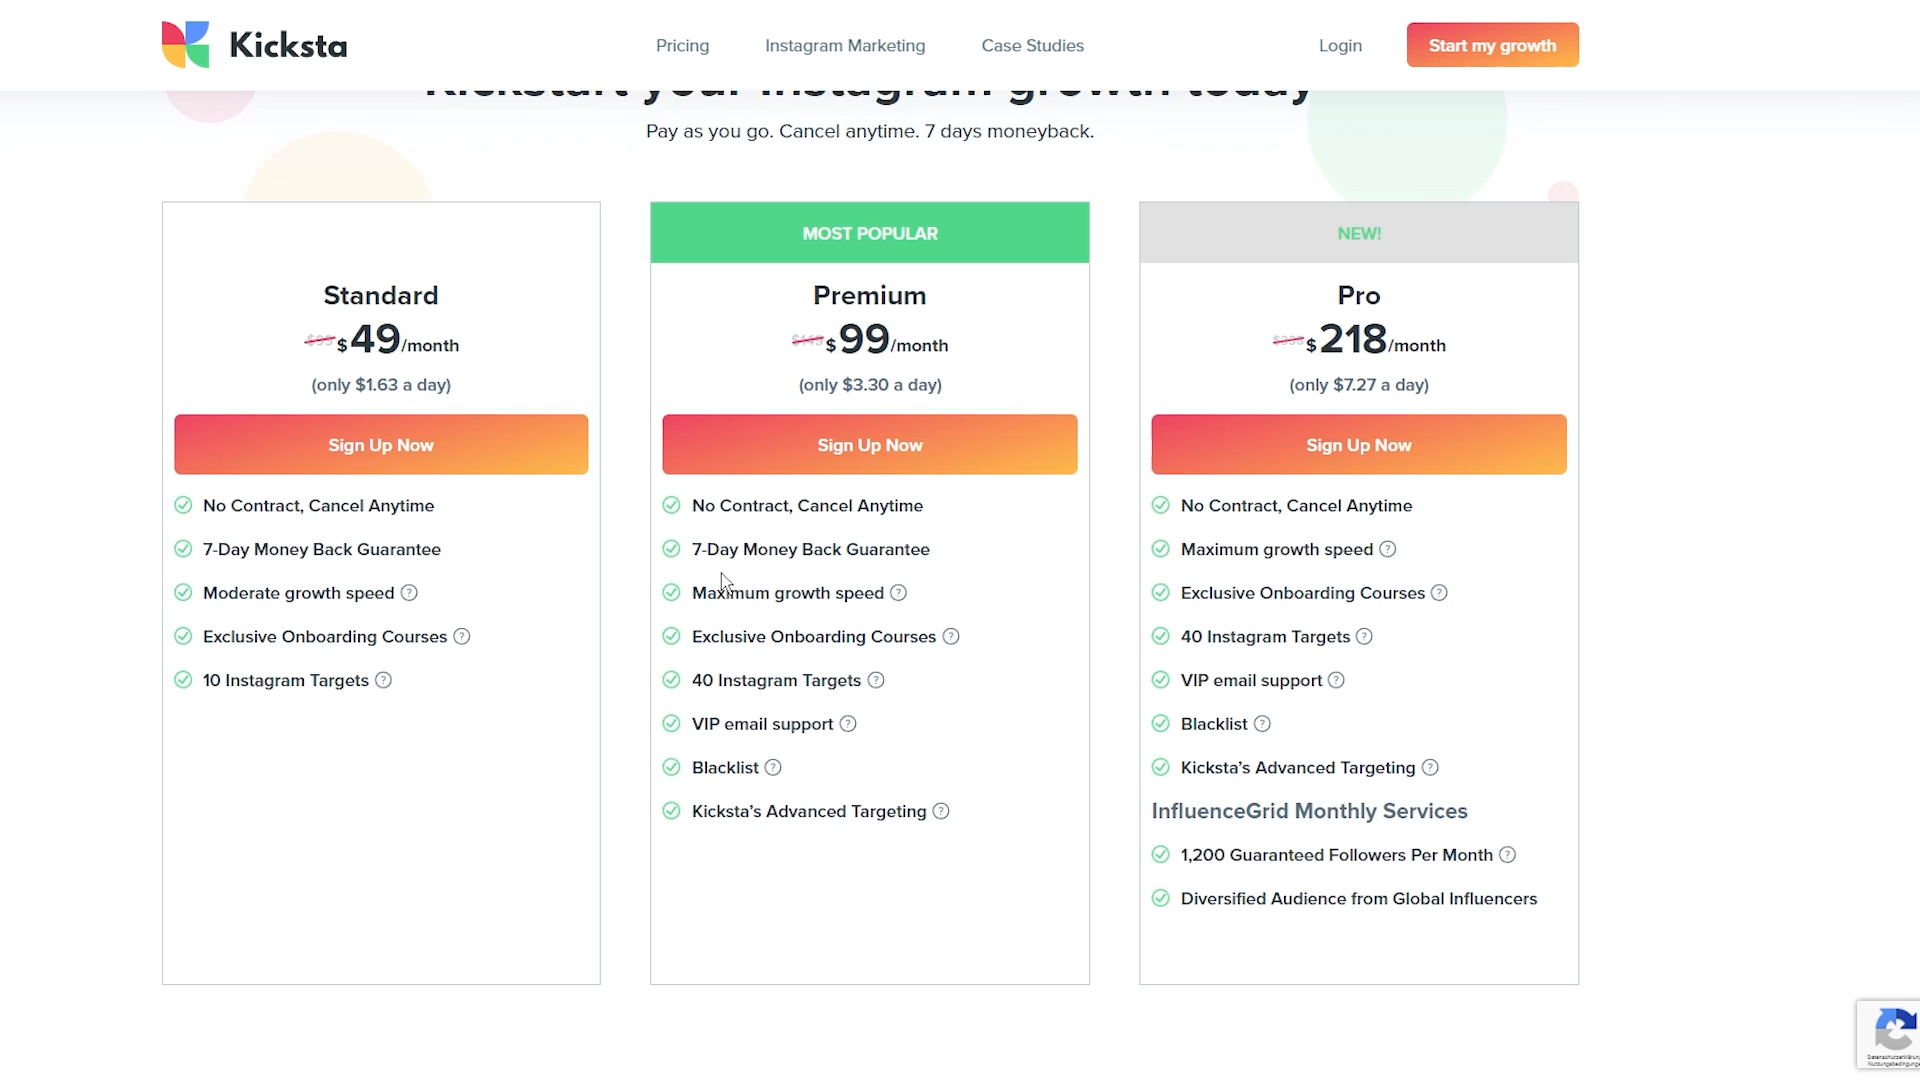 Kicksta
Pricing
Instagram Marketing
Case Studies
Login
Start my growth
Kickstart your Instagram growth today
Pay as you go. Cancel anytime. 7 days moneyback.
Standard
$49/month
(only $1.63 a day)
Sign Up Now
No Contract, Cancel Anytime
7-Day Money Back Guarantee
Moderate growth speed ?
Exclusive Onboarding Courses ?
10 Instagram Targets ?
MOST POPULAR
Premium
$99/month
(only $3.30 a day)
Sign Up Now
No Contract, Cancel Anytime
7-Day Money Back Guarantee
Maximum growth speed ?
Exclusive Onboarding Courses ?
40 Instagram Targets ?
VIP email support ?
Blacklist ?
Kicksta’s Advanced Targeting ?
NEW!
Pro
$218/month
(only $7.27 a day)
Sign Up Now
No Contract, Cancel Anytime
Maximum growth speed ?
Exclusive Onboarding Courses ?
40 Instagram Targets ?
VIP email support ?
Blacklist ?
Kicksta’s Advanced Targeting ?
InfluenceGrid Monthly Services
1,200 Guaranteed Followers Per Month ?
Diversified Audience from Global Influencers